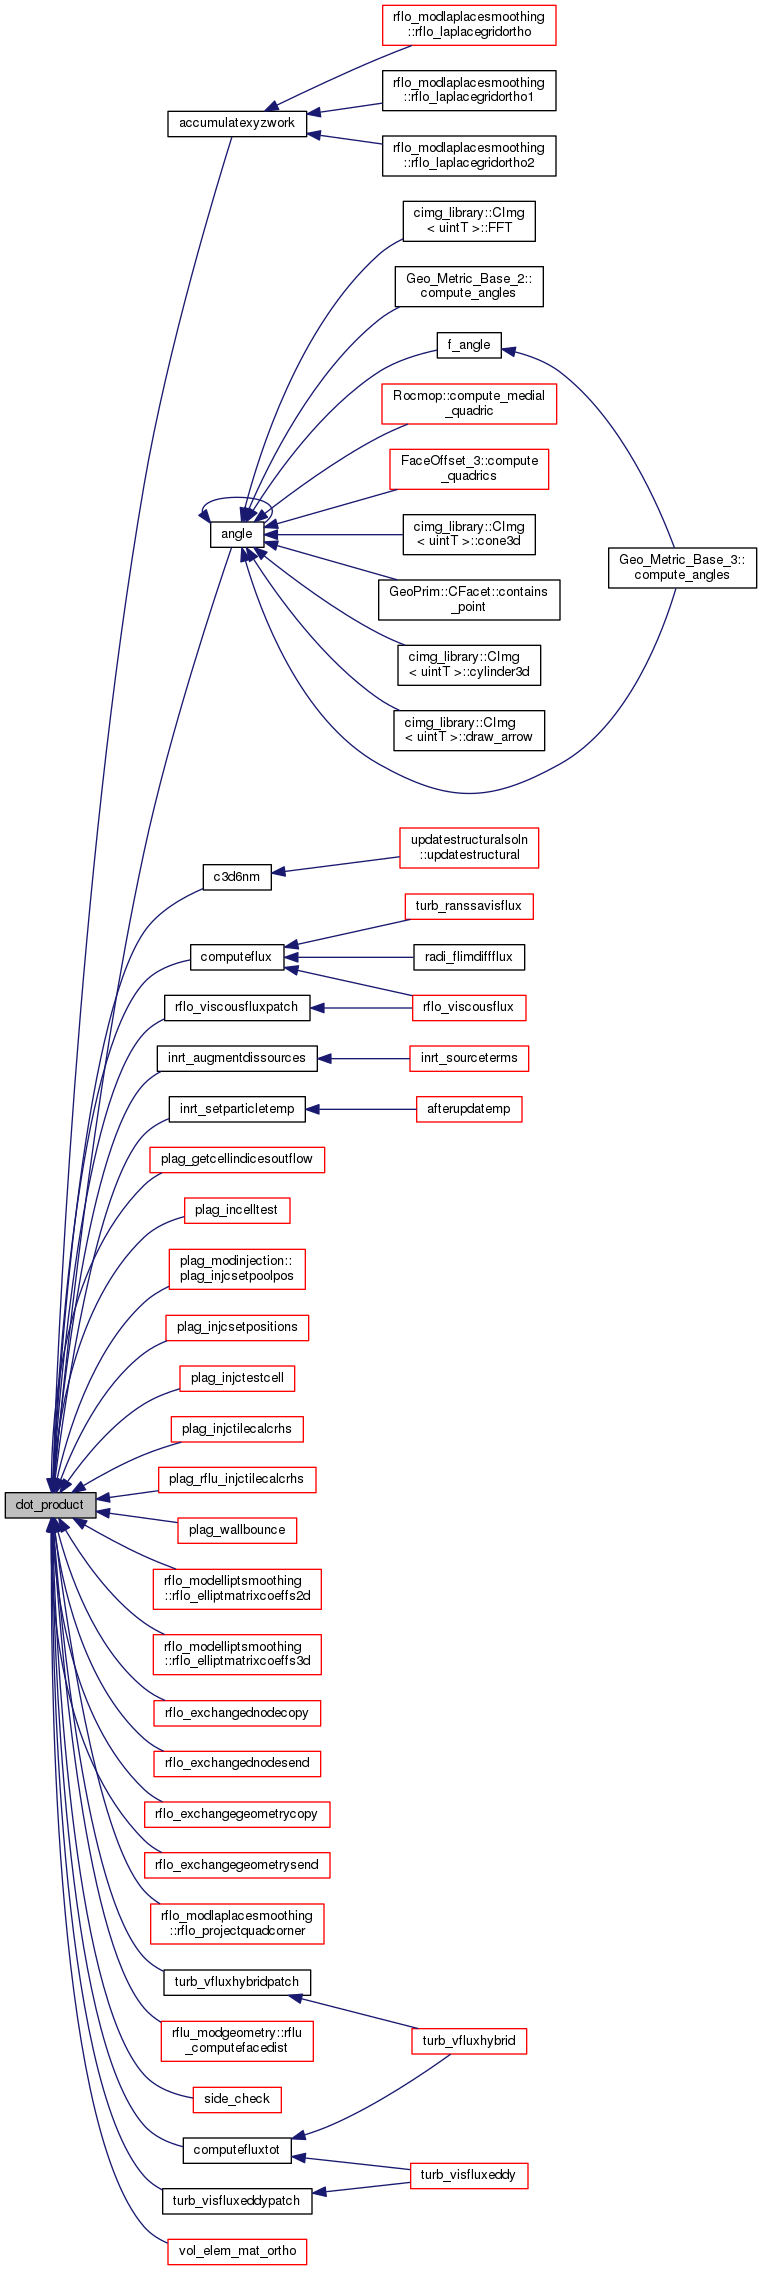 rflo_modlaplacesmoothing
::rflo_laplacegridortho
rflo_modlaplacesmoothing
::rflo_laplacegridortho1
accumulatexyzwork
rflo_modlaplacesmoothing
::rflo_laplacegridortho2
cimg_library::CImg
< uintT >::FFT
Geo_Metric_Base_2::
compute_angles
f_angle
Rocmop::compute_medial
_quadric
FaceOffset_3::compute
_quadrics
angle
cimg_library::CImg
< uintT >::cone3d
Geo_Metric_Base_3::
compute_angles
GeoPrim::CFacet::contains
_point
cimg_library::CImg
< uintT >::cylinder3d
cimg_library::CImg
< uintT >::draw_arrow
updatestructuralsoln
::updatestructural
c3d6nm
turb_ranssavisflux
computeflux
radi_flimdiffflux
rflo_viscousfluxpatch
rflo_viscousflux
inrt_augmentdissources
inrt_sourceterms
inrt_setparticletemp
afterupdatemp
plag_getcellindicesoutflow
plag_incelltest
plag_modinjection::
plag_injcsetpoolpos
plag_injcsetpositions
plag_injctestcell
plag_injctilecalcrhs
plag_rflu_injctilecalcrhs
dot_product
plag_wallbounce
rflo_modelliptsmoothing
::rflo_elliptmatrixcoeffs2d
rflo_modelliptsmoothing
::rflo_elliptmatrixcoeffs3d
rflo_exchangednodecopy
rflo_exchangednodesend
rflo_exchangegeometrycopy
rflo_exchangegeometrysend
rflo_modlaplacesmoothing
::rflo_projectquadcorner
turb_vfluxhybridpatch
rflu_modgeometry::rflu
_computefacedist
turb_vfluxhybrid
side_check
computefluxtot
turb_visfluxeddy
turb_visfluxeddypatch
vol_elem_mat_ortho